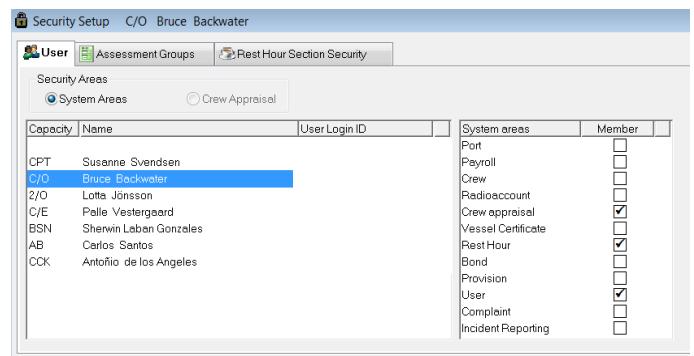 Security Setup C/O Bruce Backwater
User Assessment Groups Rest Hour Section Security
Security Areas
System Areas Crew Appraisal
Capacity Name User Login ID
CPT Susanne Svendsen
C/O Bruce Backwater
2/O Lotta Jönsson
C/E Palle Vestergaard
BSN Sherwin Laban Gonzales
AB Carlos Santos
CCK Antoñio de los Angeles
System areas Member
Port
Payroll
Crew
Radioaccount
Crew appraisal
Vessel Certificate
Rest Hour
Bond
Provision
User
Complaint
Incident Reporting